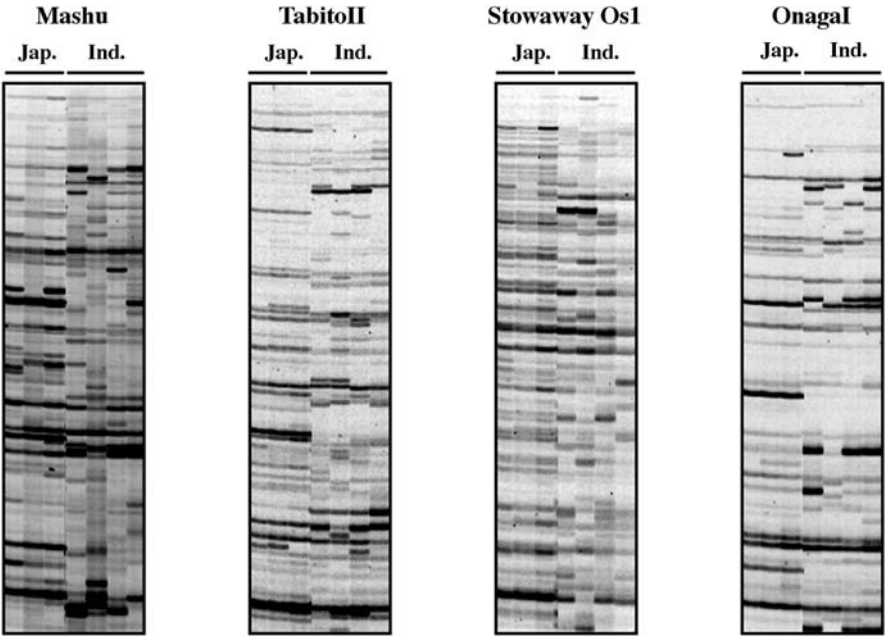 Mashu TabitoII Stowaway Os1 OnagaI
Jap. Ind. Jap. Ind. Jap. Ind. Jap. Ind.